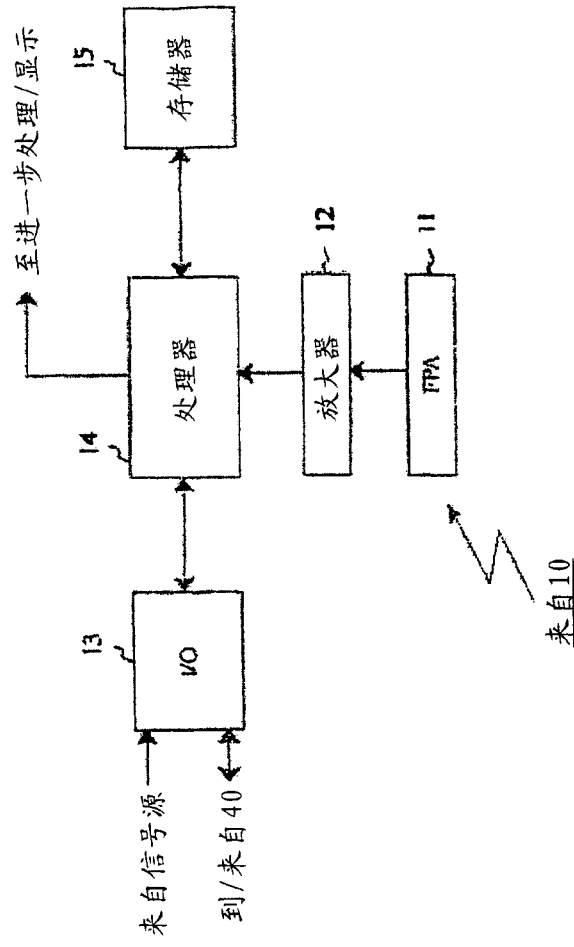 至进一步处理/显示
15
存储器
14
处理器
12
放大器
11
FPA
13
I/O
来自信号源
到/来自40
来自10